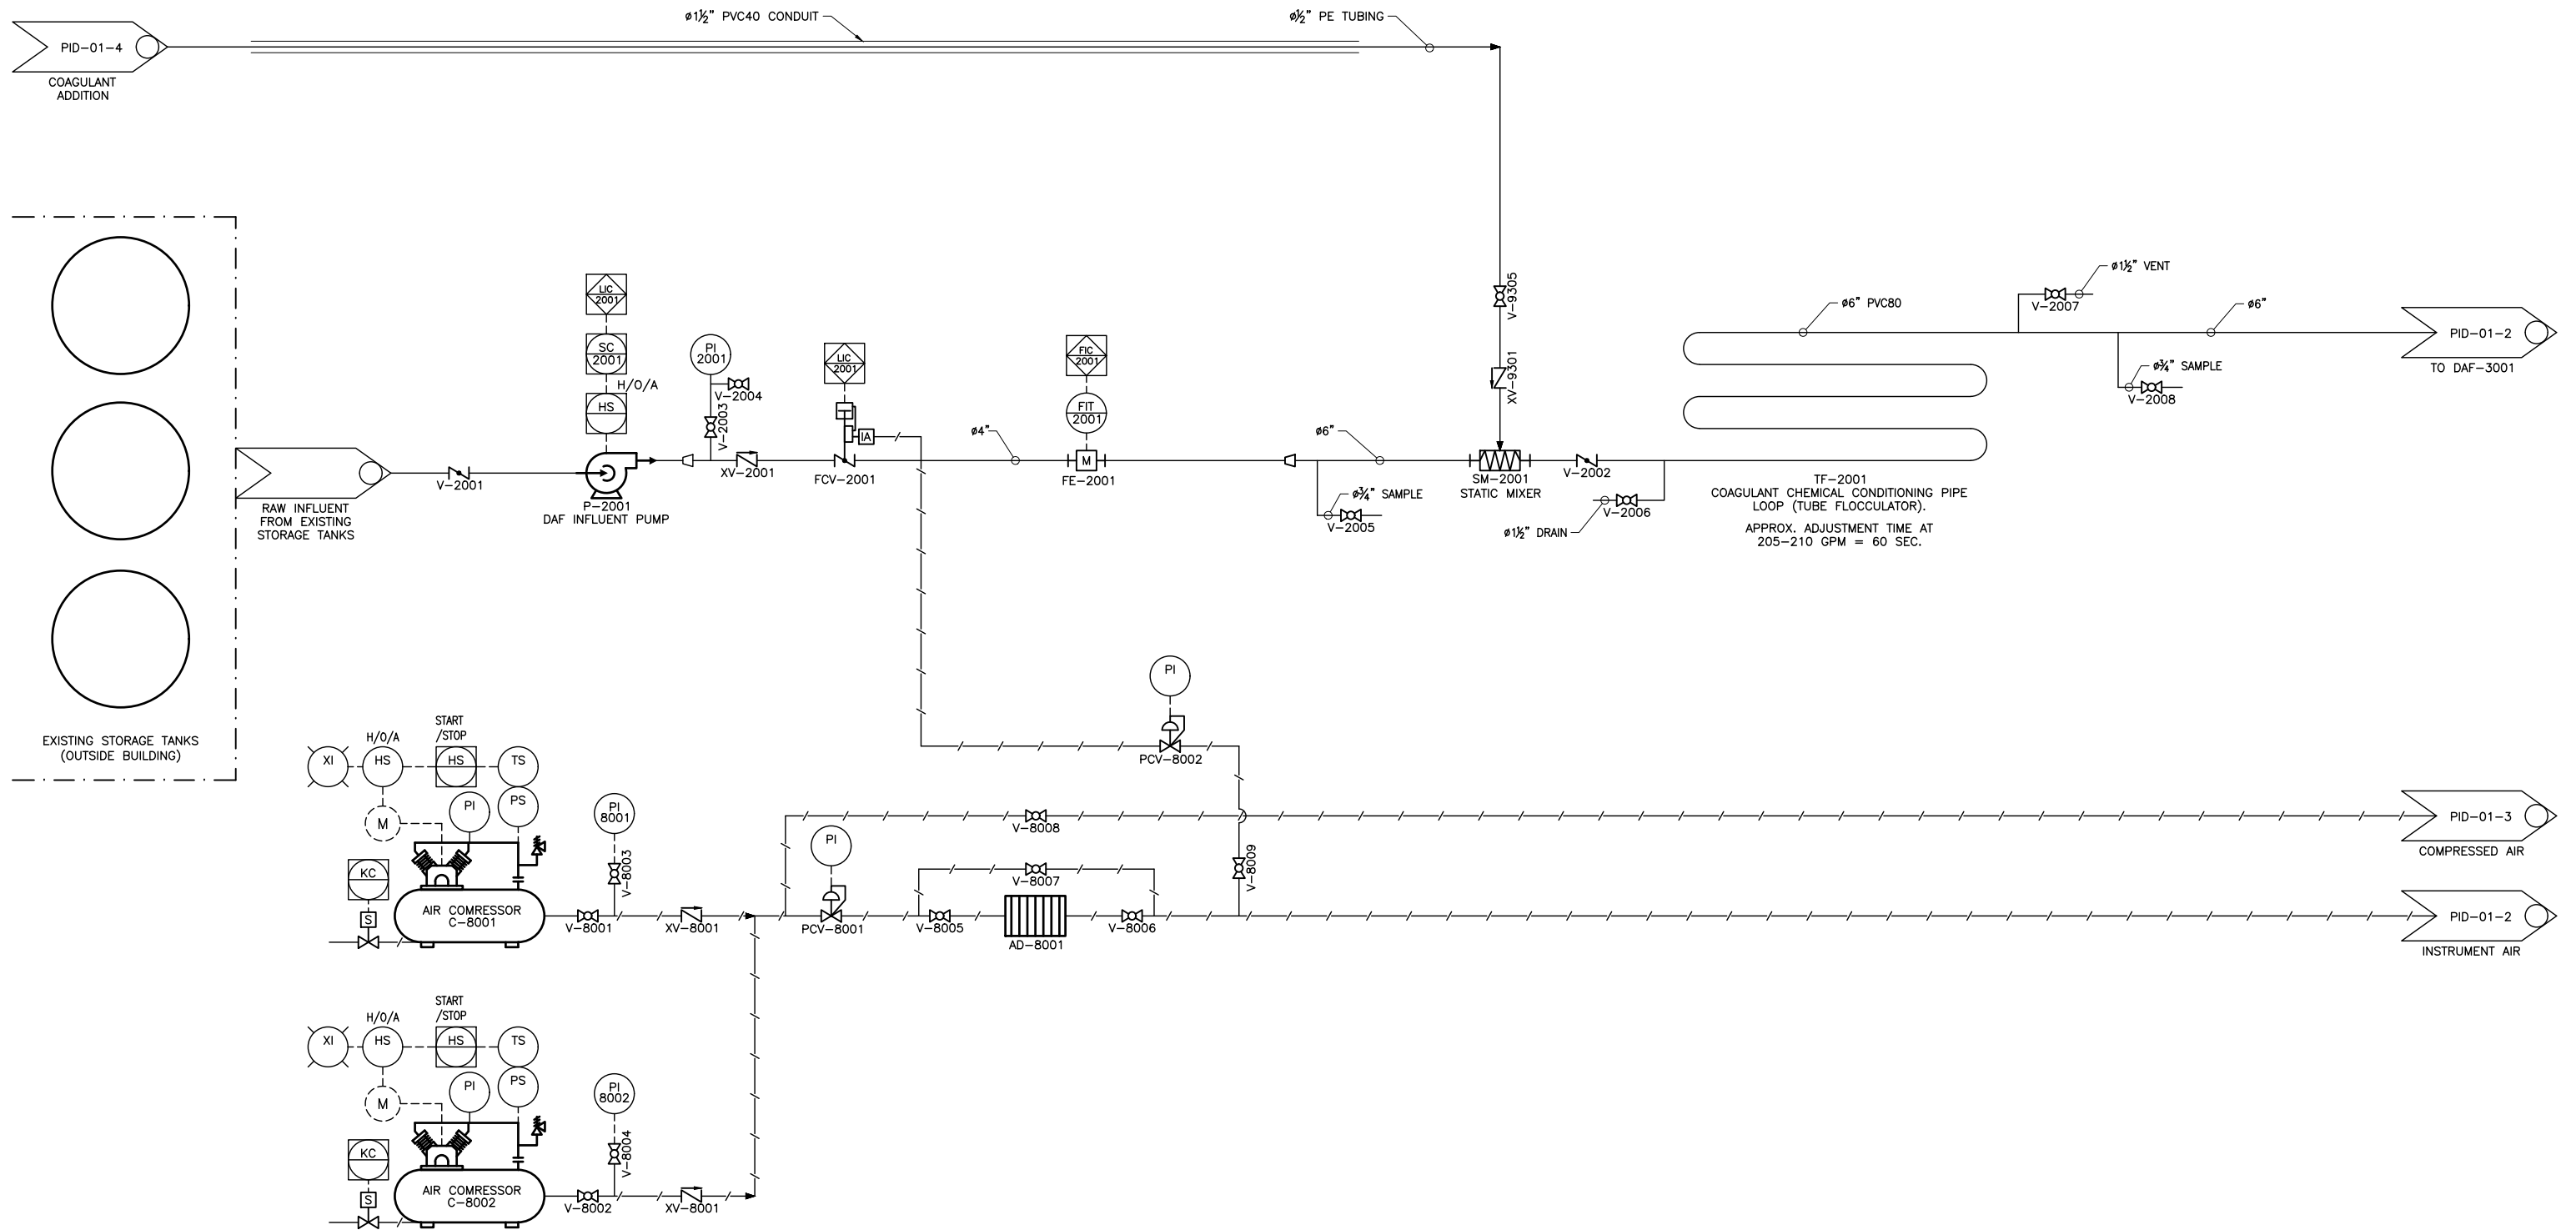 ø1½" PVC40 CONDUIT
ø½" PE TUBING
PID-01-4
COAGULANT
ADDITION
LIC
2001
SC
2001
H/O/A
HS
PI
2001
V-2004
V-2003
LIC
2001
IA
FIC
2001
FIT
2001
V-9305
XV-9301
ø1½" VENT
V-2007
ø6" PVC80
ø6"
PID-01-2
TO DAF-3001
ø¾" SAMPLE
V-2008
RAW INFLUENT
FROM EXISTING
STORAGE TANKS
V-2001
P-2001
DAF INFLUENT PUMP
XV-2001
FCV-2001
ø4"
M
FE-2001
ø6"
ø¾" SAMPLE
V-2005
SM-2001
STATIC MIXER
V-2002
V-2006
ø1½" DRAIN
TF-2001
COAGULANT CHEMICAL CONDITIONING PIPE
LOOP (TUBE FLOCCULATOR).
APPROX. ADJUSTMENT TIME AT
205-210 GPM = 60 SEC.
EXISTING STORAGE TANKS
(OUTSIDE BUILDING)
PI
PCV-8002
START
/STOP
H/O/A
XI
HS
HS
TS
PS
PI
M
KC
S
AIR COMRESSOR
C-8001
PI
8001
V-8003
V-8001
XV-8001
PI
PCV-8001
V-8008
V-8007
V-8005
AD-8001
V-8006
V-8009
PID-01-3
COMPRESSED AIR
PID-01-2
INSTRUMENT AIR
START
/STOP
H/O/A
XI
HS
HS
TS
PS
PI
M
KC
S
AIR COMRESSOR
C-8002
PI
8002
V-8004
V-8002
XV-8001